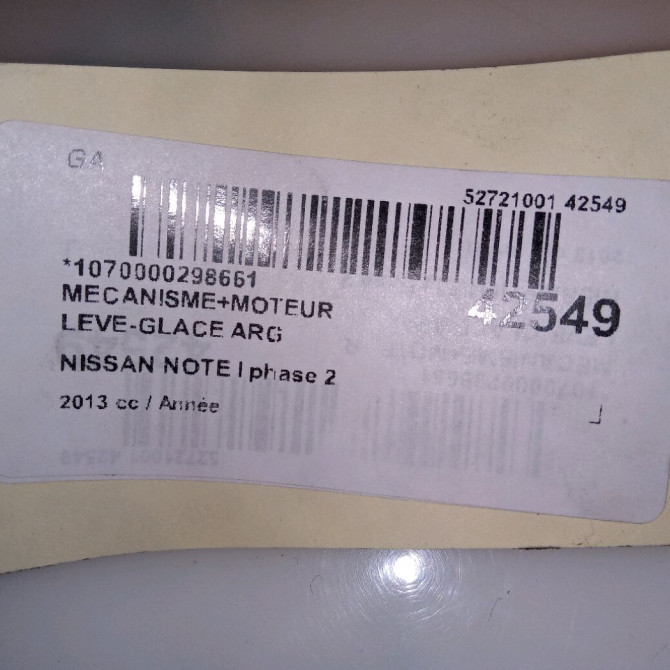 GA
52721001 42549
*1070000298661
MECANISME+MOTEUR
42549
LEVE-GLACE ARG
NISSAN NOTE I phase 2
2013 cc / Année